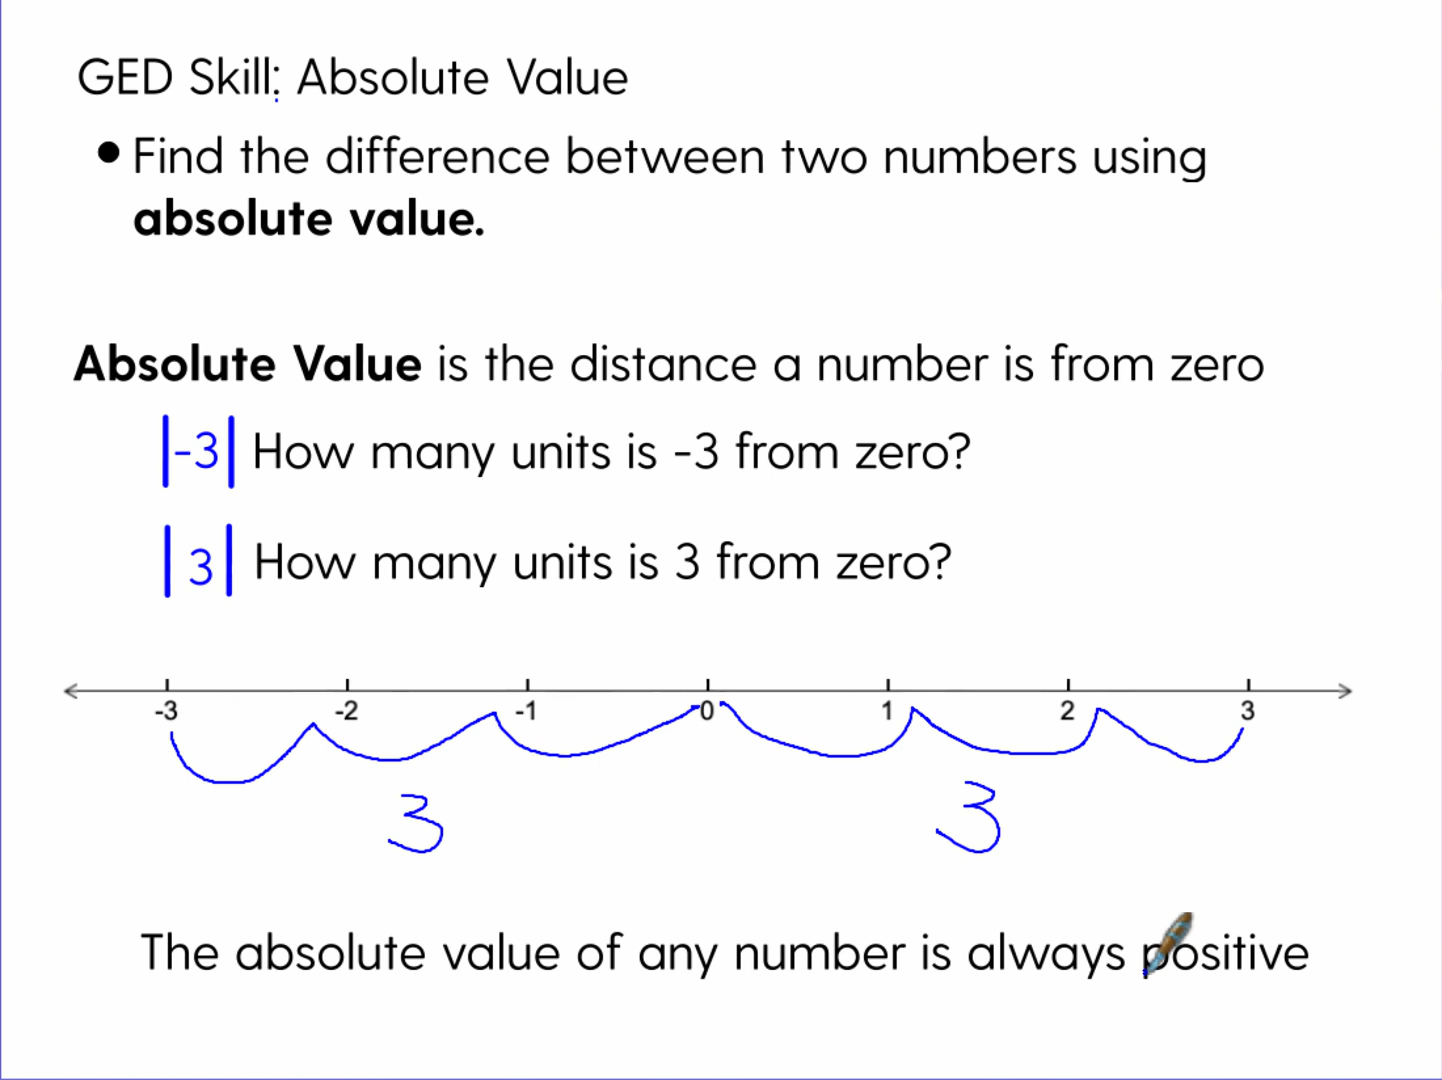 GED Skill: Absolute Value
• Find the difference between two numbers using
absolute value.
Absolute Value is the distance a number is from zero
|-3| How many units is -3 from zero?
| 3 | How many units is 3 from zero?
-3 -2 -1 0 1 2 3
3 3
The absolute value of any number is always positive